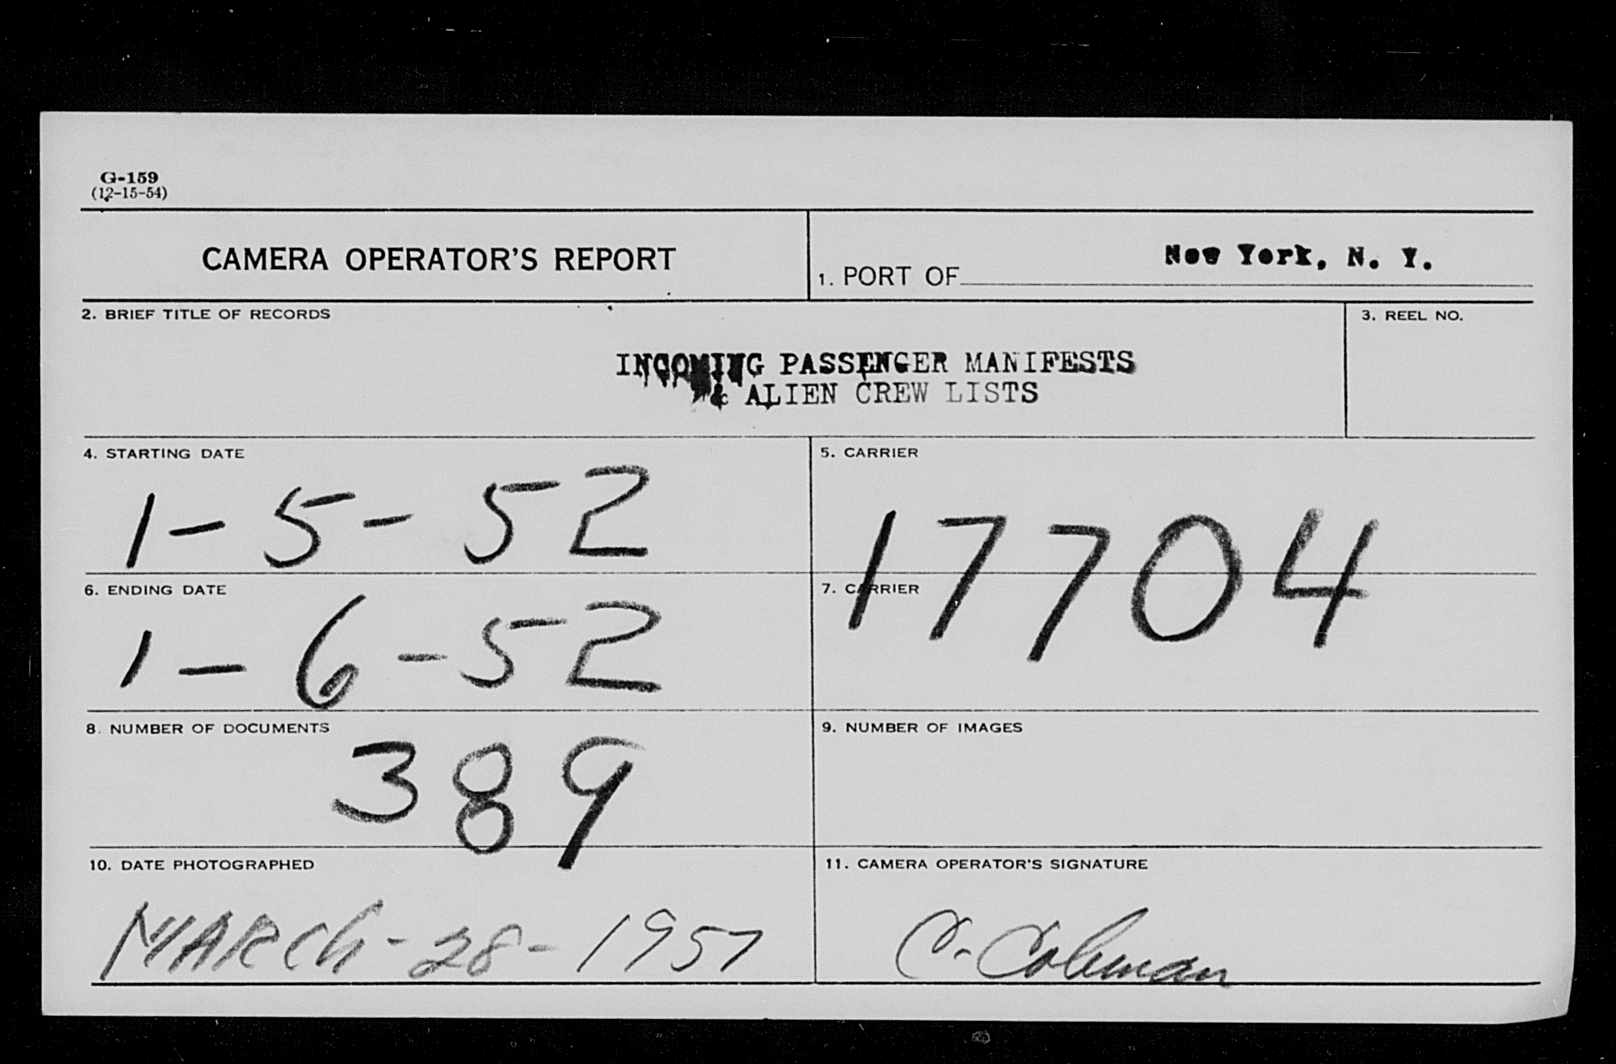 G-159
(12-15-54)
CAMERA OPERATOR'S REPORT
1. PORT OF New York, N. Y.
2. BRIEF TITLE OF RECORDS
3. REEL NO.
INCOMING PASSENGER MANIFESTS
& ALIEN CREW LISTS
4. STARTING DATE
1-5-52
5. CARRIER
17704
6. ENDING DATE
1-6-52
7. CARRIER
8. NUMBER OF DOCUMENTS
389
9. NUMBER OF IMAGES
10. DATE PHOTOGRAPHED
MARCh-28-1957
11. CAMERA OPERATOR'S SIGNATURE
C. Coleman